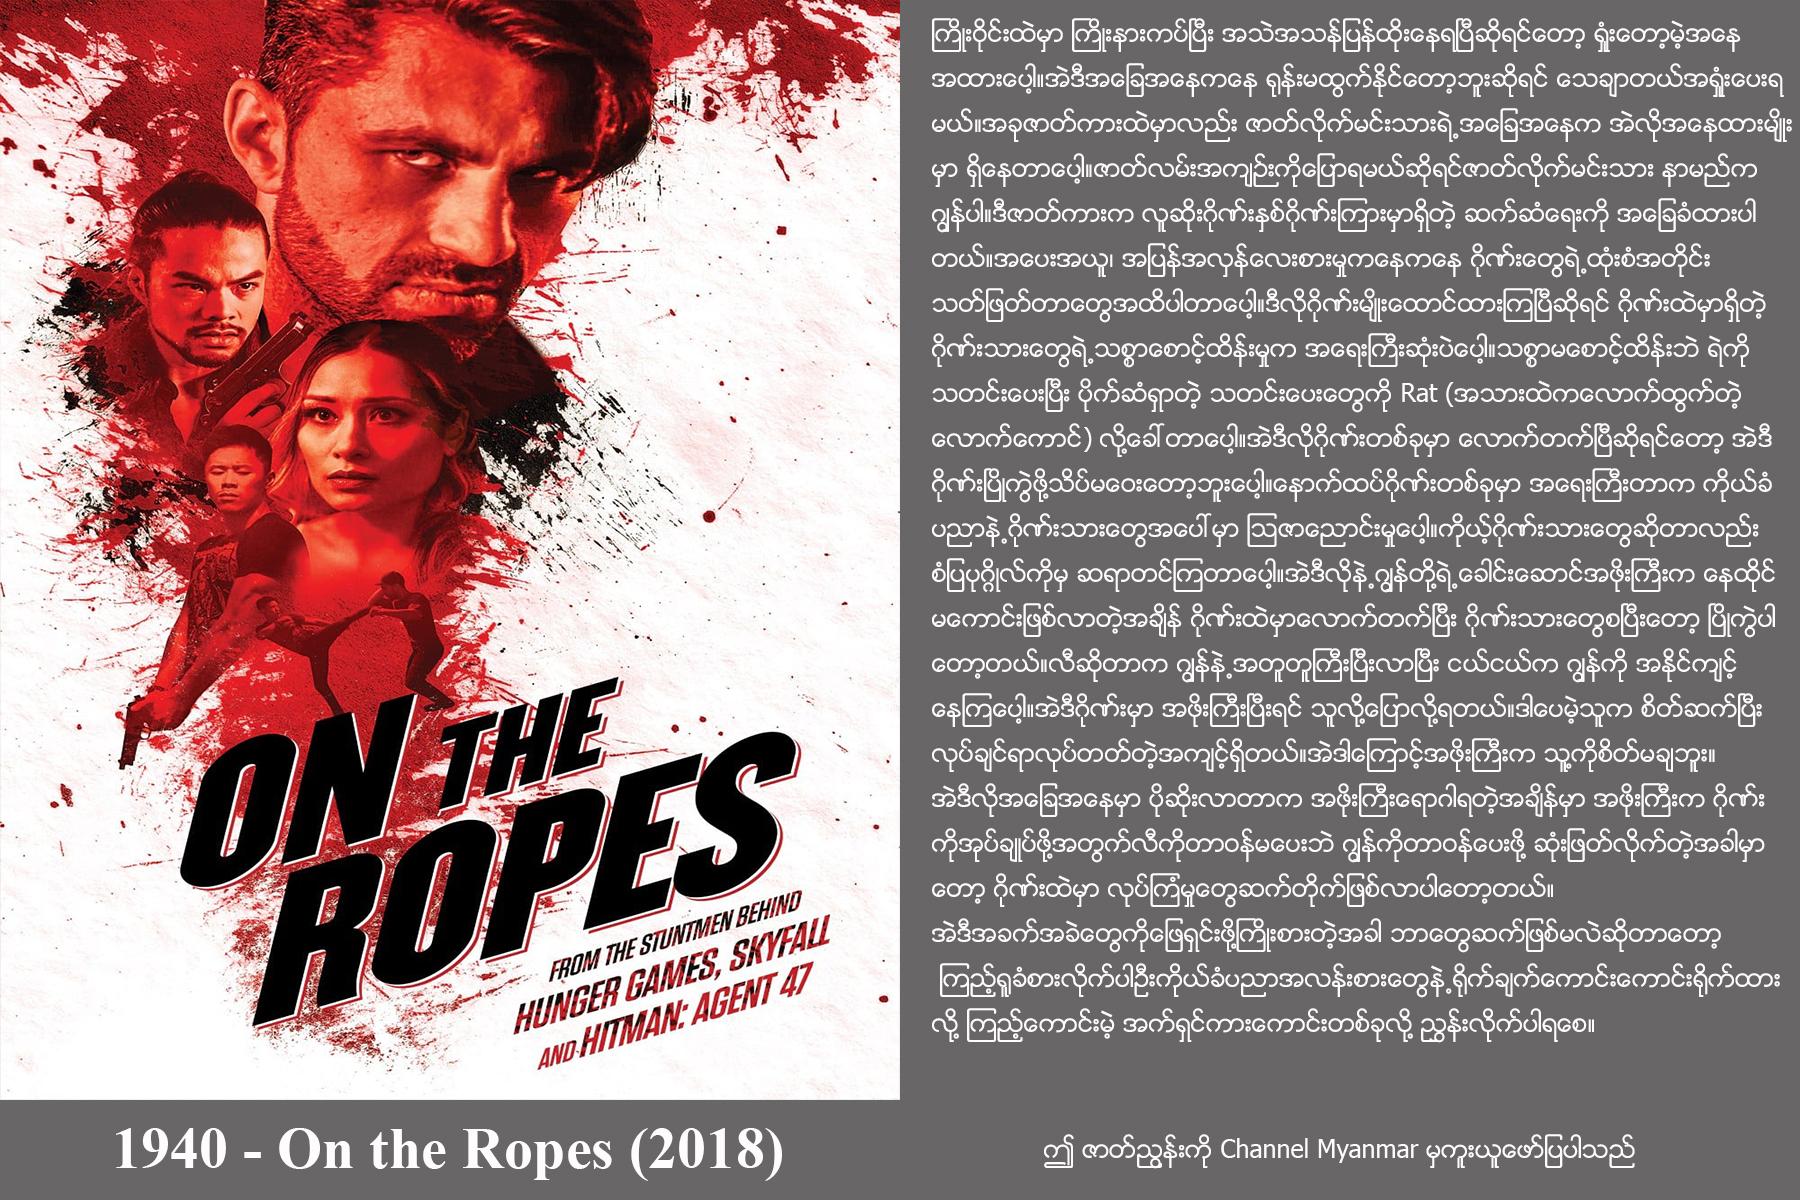 ON THE
ROPES
FROM THE STUNTMEN BEHIND
HUNGER GAMES, SKYFALL
AND HITMAN: AGENT 47
1940 - On the Ropes (2018)
ကြိုးဝိုင်းထဲမှာ ကြိုးနားကပ်ပြီး အသဲအသန်ပြန်ထိုးနေရပြီဆိုရင်တော့ ရှုံးတော့မဲ့အနေ
အထားပေါ့။အဲဒီအခြေအနေကနေ ရုန်းမထွက်နိုင်တော့ဘူးဆိုရင် သေချာတယ်အရှုံးပေးရ
မယ်။အခုဇာတ်ကားထဲမှာလည်း ဇာတ်လိုက်မင်းသားရဲ့အခြေအနေက အဲလိုအနေထားမျိုး
မှာ ရှိနေတာပေါ့။ဇာတ်လမ်းအကျဉ်းကိုပြောရမယ်ဆိုရင်ဇာတ်လိုက်မင်းသား နာမည်က
ဂျွန်ပါ။ဒီဇာတ်ကားက လူဆိုးဂိုဏ်းနှစ်ဂိုဏ်းကြားမှာရှိတဲ့ ဆက်ဆံရေးကို အခြေခံထားပါ
တယ်။အပေးအယူ၊ အပြန်အလှန်လေးစားမှုကနေကနေ ဂိုဏ်းတွေရဲ့ထုံးစံအတိုင်း
သတ်ဖြတ်တာတွေအထိပါတာပေါ့။ဒီလိုဂိုဏ်းမျိုးထောင်ထားကြပြီဆိုရင် ဂိုဏ်းထဲမှာရှိတဲ့
ဂိုဏ်းသားတွေရဲ့သစ္စာစောင့်ထိန်းမှုက အရေးကြီးဆုံးပဲပေါ့။သစ္စာမစောင့်ထိန်းဘဲ ရဲကို
သတင်းပေးပြီး ပိုက်ဆံရှာတဲ့ သတင်းပေးတွေကို Rat (အသားထဲကလောက်ထွက်တဲ့
လောက်ကောင်) လို့ခေါ်တာပေါ့။အဲဒီလိုဂိုဏ်းတစ်ခုမှာ လောက်တက်ပြီဆိုရင်တော့ အဲဒီ
ဂိုဏ်းပြိုကွဲဖို့သိပ်မဝေးတော့ဘူးပေါ့။နောက်ထပ်ဂိုဏ်းတစ်ခုမှာ အရေးကြီးတာက ကိုယ်ခံ
ပညာနဲ့ဂိုဏ်းသားတွေအပေါ်မှာ ဩဇာညောင်းမှုပေါ့။ကိုယ့်ဂိုဏ်းသားတွေဆိုတာလည်း
စံပြပုဂ္ဂိုလ်ကိုမှ ဆရာတင်ကြတာပေါ့။အဲဒီလိုနဲ့ဂျွန်တို့ရဲ့ခေါင်းဆောင်အဖိုးကြီးက နေထိုင်
မကောင်းဖြစ်လာတဲ့အချိန် ဂိုဏ်းထဲမှာလောက်တက်ပြီး ဂိုဏ်းသားတွေစပြီးတော့ ပြိုကွဲပါ
တော့တယ်။လီဆိုတာက ဂျွန်နဲ့အတူတူကြီးပြီးလာပြီး ငယ်ငယ်က ဂျွန်ကို အနိုင်ကျင့်
နေကြပေါ့။အဲဒီဂိုဏ်းမှာ အဖိုးကြီးပြီးရင် သူလို့ပြောလို့ရတယ်။ဒါပေမဲ့သူက စိတ်ဆက်ပြီး
လုပ်ချင်ရာလုပ်တတ်တဲ့အကျင့်ရှိတယ်။အဲဒါကြောင့်အဖိုးကြီးက သူ့ကိုစိတ်မချဘူး။
အဲဒီလိုအခြေအနေမှာ ပိုဆိုးလာတာက အဖိုးကြီးရောဂါရတဲ့အချိန်မှာ အဖိုးကြီးက ဂိုဏ်း
ကိုအုပ်ချုပ်ဖို့အတွက်လီကိုတာဝန်မပေးဘဲ ဂျွန်ကိုတာဝန်ပေးဖို့ ဆုံးဖြတ်လိုက်တဲ့အခါမှာ
တော့ ဂိုဏ်းထဲမှာ လုပ်ကြံမှုတွေဆက်တိုက်ဖြစ်လာပါတော့တယ်။
အဲဒီအခက်အခဲတွေကိုဖြေရှင်းဖို့ကြိုးစားတဲ့အခါ ဘာတွေဆက်ဖြစ်မလဲဆိုတာတော့
ကြည့်ရှုခံစားလိုက်ပါဦးကိုယ်ခံပညာအလန်းစားတွေနဲ့ရိုက်ချက်ကောင်းကောင်းရိုက်ထား
လို့ ကြည့်ကောင်းမဲ့ အက်ရှင်ကားကောင်းတစ်ခုလို့ ညွှန်းလိုက်ပါရစေ။
ဤ ဇာတ်ညွှန်းကို Channel Myanmar မှကူးယူဖော်ပြပါသည်